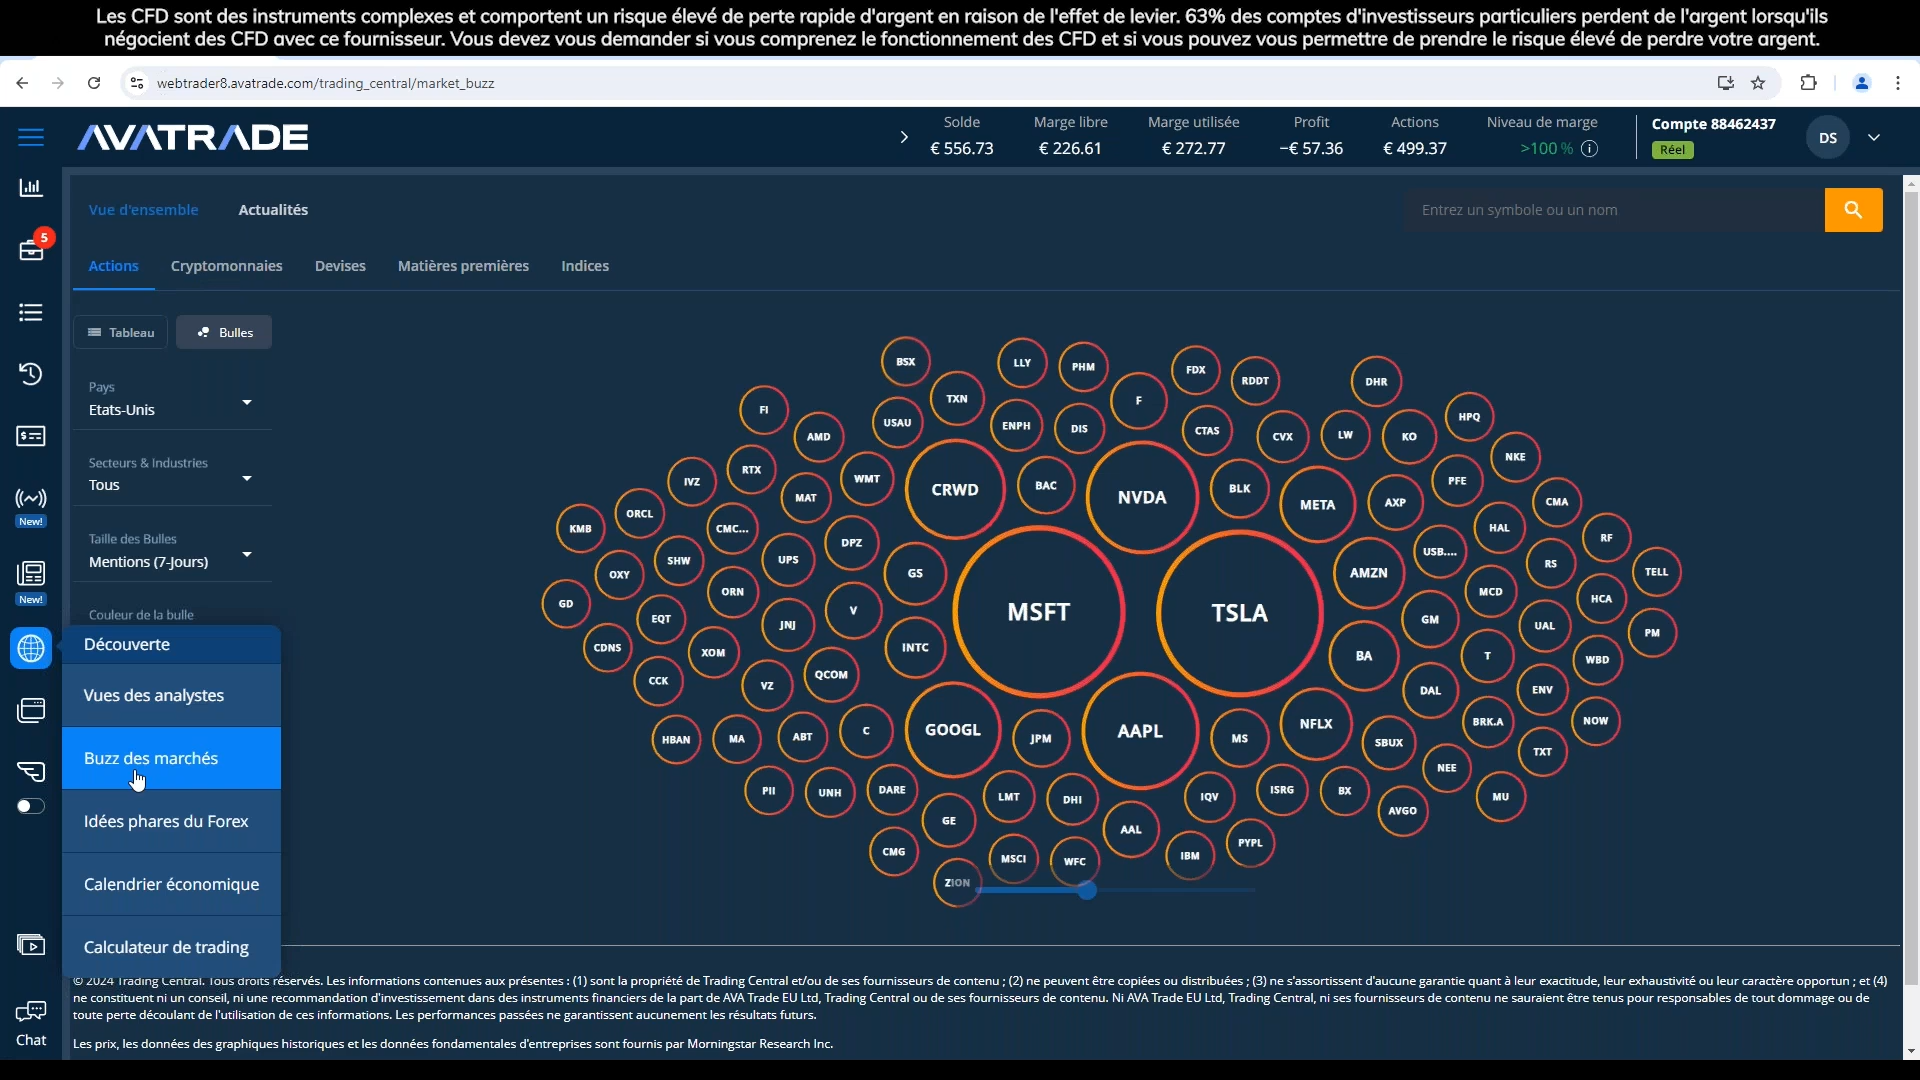 Les CFD sont des instruments complexes et comportent un risque élevé de perte rapide d'argent en raison de l'effet de levier. 63% des comptes d'investisseurs particuliers perdent de l'argent lorsqu'ils
négocient des CFD avec ce fournisseur. Vous devez vous demander si vous comprenez le fonctionnement des CFD et si vous pouvez vous permettre de prendre le risque élevé de perdre votre argent.
webtrader8.avatrade.com/trading_central/market_buzz
AVATRADE
Solde
€ 556.73
Marge libre
€ 226.61
Marge utilisée
€ 272.77
Profit
-€ 57.36
Actions
€ 499.37
Niveau de marge
>100 %
Compte 88462437
Réel
DS
5
New!
New!
Chat
Vue d'ensemble
Actualités
Entrez un symbole ou un nom
Actions
Cryptomonnaies
Devises
Matières premières
Indices
Tableau
Bulles
Pays
Etats-Unis
Secteurs & Industries
Tous
Taille des Bulles
Mentions (7-Jours)
Couleur de la bulle
Découverte
Vues des analystes
Buzz des marchés
Idées phares du Forex
Calendrier économique
Calculateur de trading
BSX
LLY
PHM
FDX
RDDT
DHR
FI
TXN
F
HPQ
AMD
USAU
ENPH
DIS
CTAS
CVX
LW
KO
NKE
IVZ
RTX
WMT
CRWD
BAC
NVDA
BLK
META
AXP
PFE
CMA
KMB
ORCL
CMC...
MAT
HAL
RF
OXY
SHW
UPS
DPZ
GS
AMZN
USB....
RS
TELL
GD
EQT
ORN
JNJ
V
MSFT
TSLA
GM
MCD
HCA
CDNS
XOM
INTC
BA
T
UAL
PM
CCK
VZ
QCOM
DAL
ENV
WBD
HBAN
MA
ABT
C
GOOGL
JPM
AAPL
MS
NFLX
SBUX
BRK.A
NOW
PII
UNH
DARE
LMT
DHI
IQV
ISRG
BX
NEE
TXT
GE
AAL
AVGO
MU
CMG
MSCI
WFC
IBM
PYPL
ZION
© 2024 Trading Central. Tous droits réservés. Les informations contenues aux présentes : (1) sont la propriété de Trading Central et/ou de ses fournisseurs de contenu ; (2) ne peuvent être copiées ou distribuées ; (3) ne s'assortissent d'aucune garantie quant à leur exactitude, leur exhaustivité ou leur caractère opportun ; et (4)
ne constituent ni un conseil, ni une recommandation d'investissement dans des instruments financiers de la part de AVA Trade EU Ltd, Trading Central ou de ses fournisseurs de contenu. Ni AVA Trade EU Ltd, Trading Central, ni ses fournisseurs de contenu ne sauraient être tenus pour responsables de tout dommage ou de
toute perte découlant de l'utilisation de ces informations. Les performances passées ne garantissent aucunement les résultats futurs.
Les prix, les données des graphiques historiques et les données fondamentales d'entreprises sont fournis par Morningstar Research Inc.